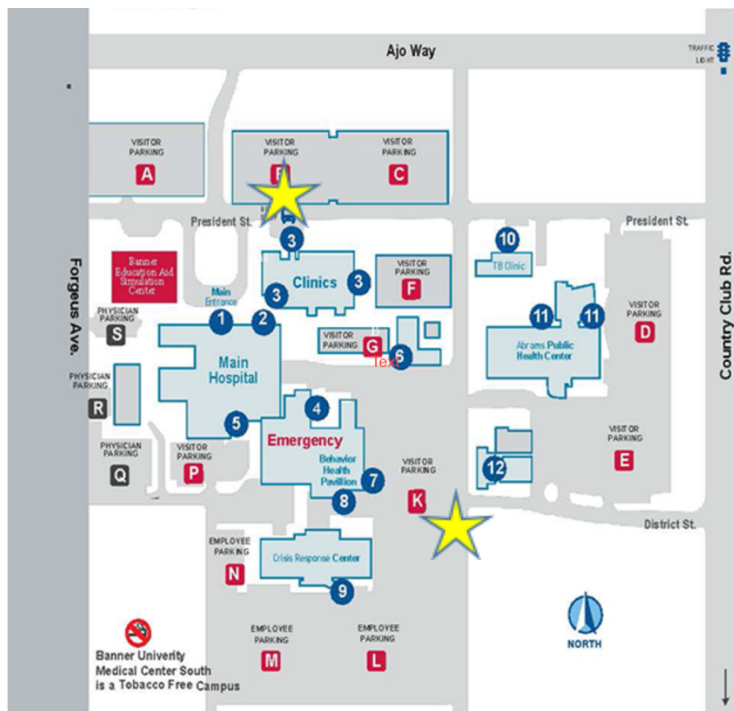 Ajo Way
TRAFFIC
LIGHT
VISITOR
PARKING
A
VISITOR
PARKING
VISITOR
PARKING
C
President St.
3
10
President St.
Banner
Education Aid
Simulation
Center
Clinics
3
3
VISITOR
PARKING
F
TB Clinic
Forgeus Ave.
Country Club Rd.
Main
Entrance
1
2
PHYSICIAN
PARKING
S
VISITOR
PARKING
G
6
Text
11
11
Abrams Public
Health Center
VISITOR
PARKING
D
Main
Hospital
PHYSICIAN
PARKING
R
4
5
Emergency
Behavior
Health
Pavillion
7
8
PHYSICIAN
PARKING
Q
VISITOR
PARKING
P
VISITOR
PARKING
K
12
VISITOR
PARKING
E
District St.
EMPLOYEE
PARKING
N
Crisis Response Center
9
EMPLOYEE
PARKING
M
EMPLOYEE
PARKING
L
NORTH
Banner Univerity
Medical Center South
is a Tobacco Free Campus